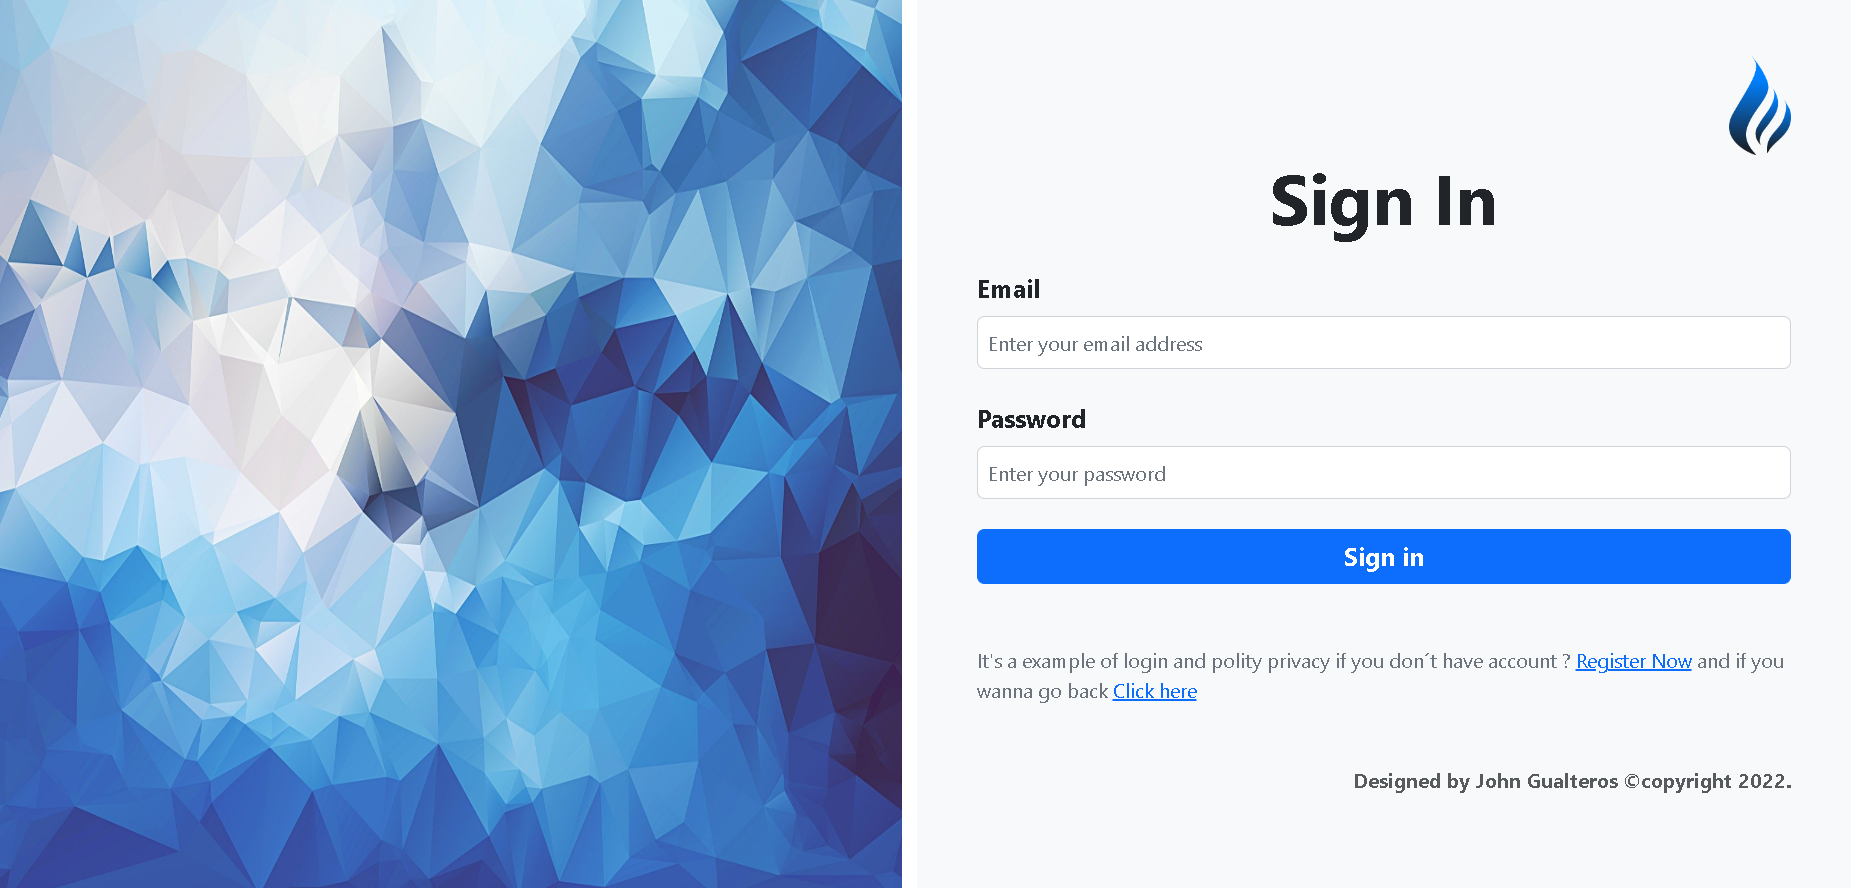 Sign In
Email
Enter your email address
Password
Enter your password
Sign in
It's a example of login and polity privacy if you don´t have account ? Register Now and if you
wanna go back Click here
Designed by John Gualteros ©copyright 2022.